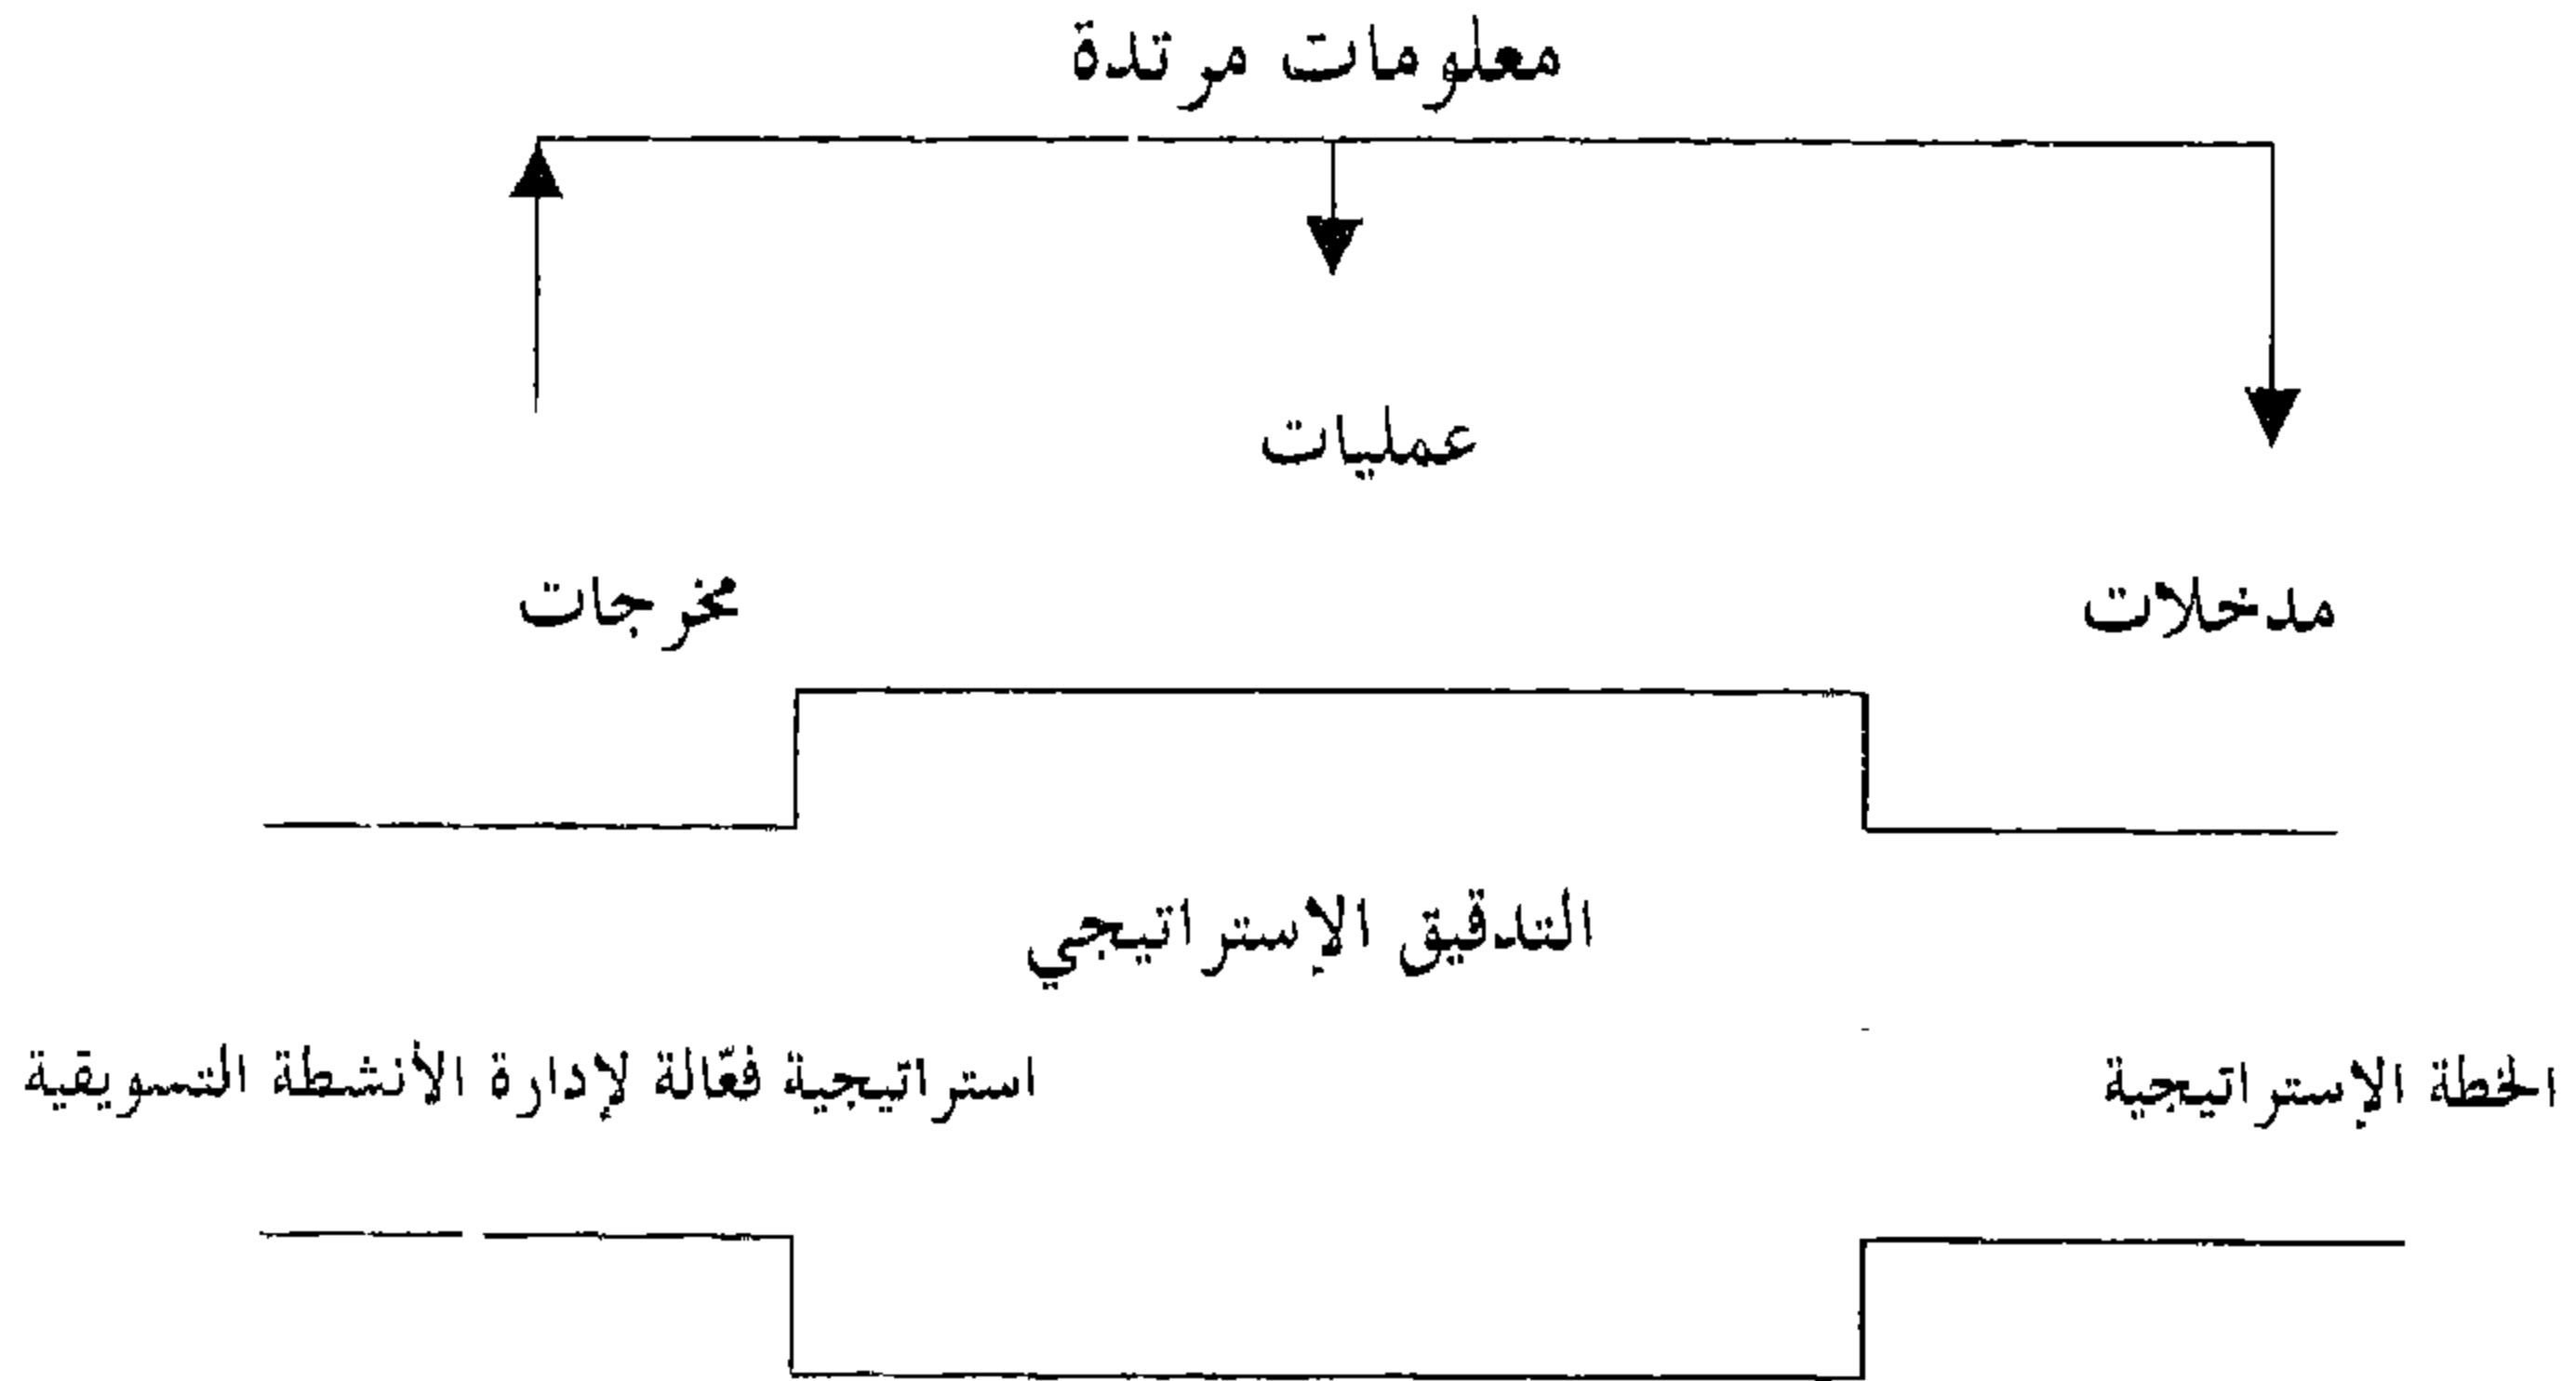 معلومات مرتدة
عمليات
مدخلات
مخرجات
التدقيق الإستراتيجي
الخطة الإستراتيجية
استراتيجية فعّالة لإدارة الأنشطة التسويقية